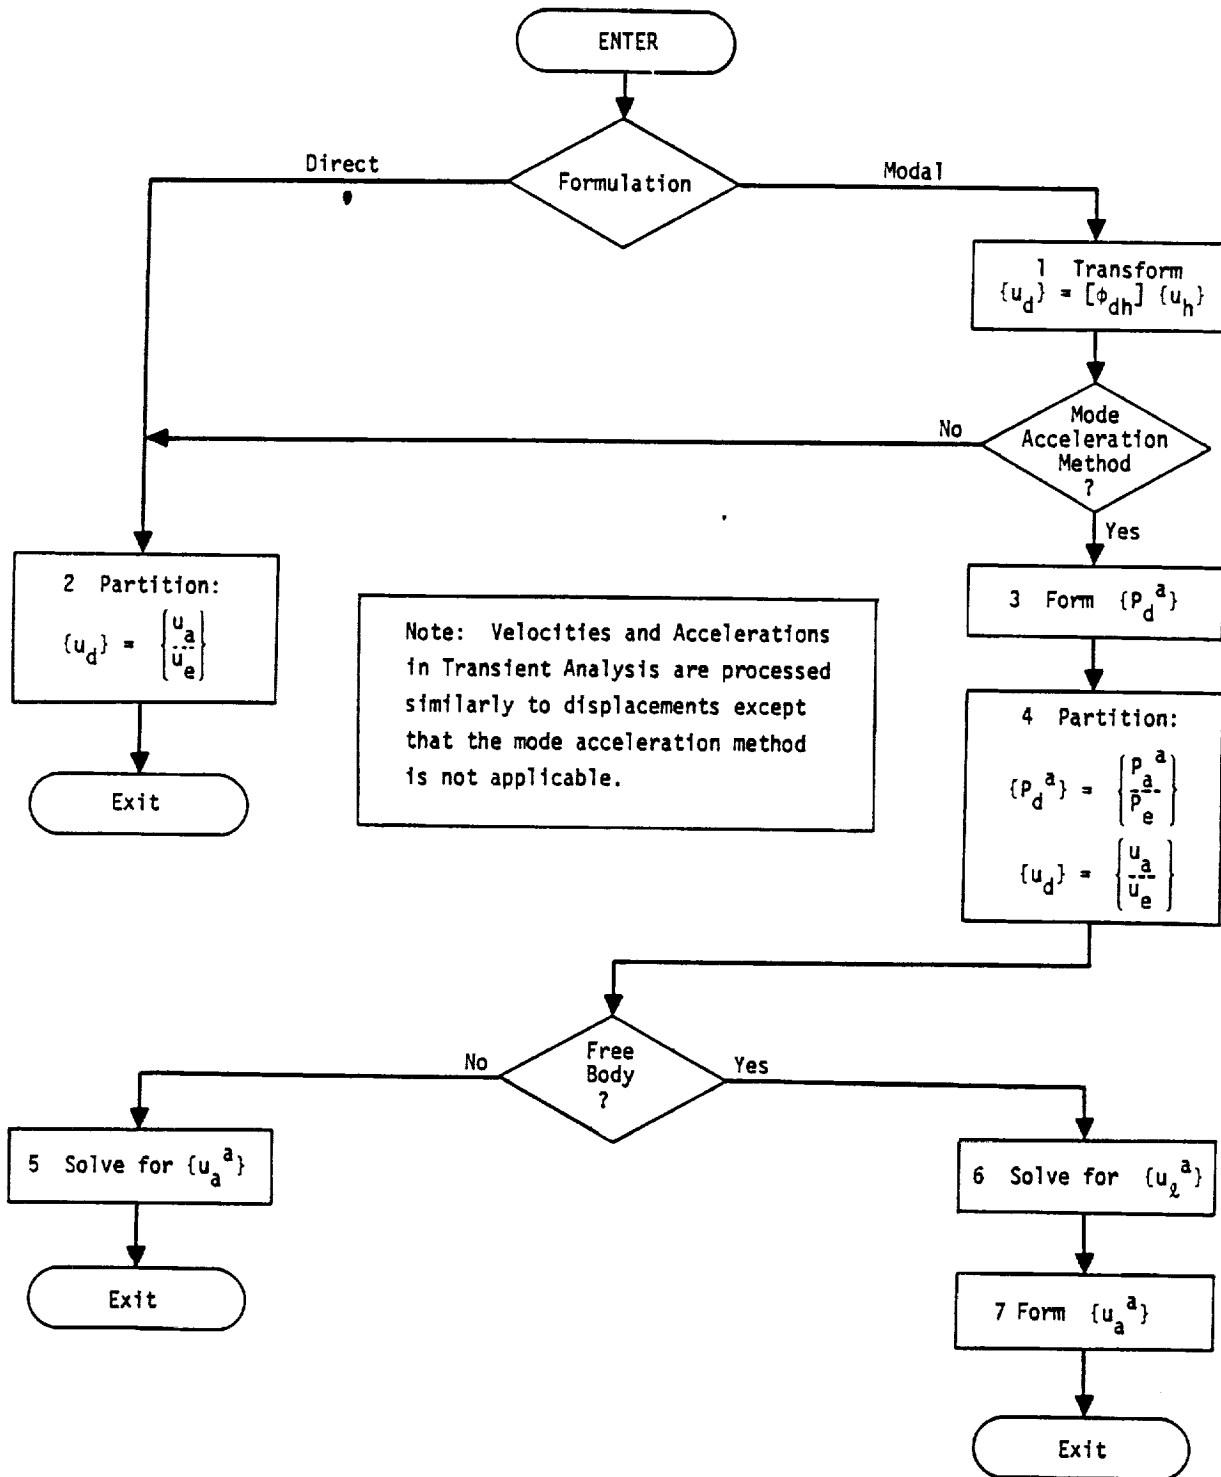 ENTER
Formulation
Direct
Modal
1 Transform
{u_d} = [ϕ_dh] {u_h}
Mode
Acceleration
Method
?
No
Yes
2 Partition:
{u_d} = {u_a / u_e}
Exit
Note: Velocities and Accelerations
in Transient Analysis are processed
similarly to displacements except
that the mode acceleration method
is not applicable.
3 Form {P_d^a}
4 Partition:
{P_d^a} = {P_a^a / P_e}
{u_d} = {u_a / u_e}
Free
Body
?
No
Yes
5 Solve for {u_a^a}
Exit
6 Solve for {u_ℓ^a}
7 Form {u_a^a}
Exit